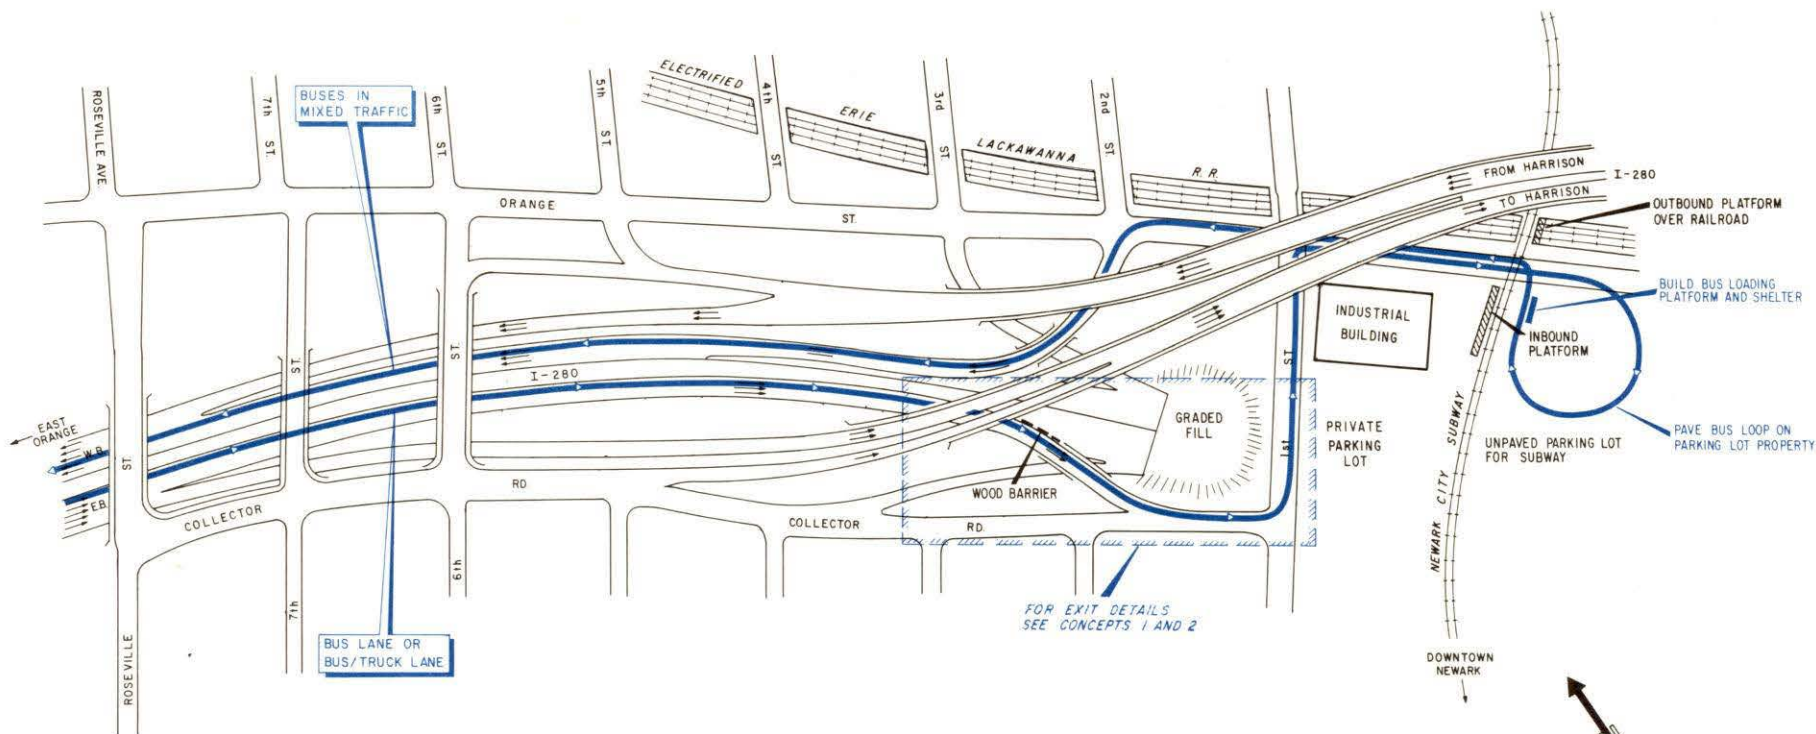 ROSEVILLE AVE
7th ST.
BUSES IN
MIXED TRAFFIC
6th ST.
5th ST.
ELECTRIFIED
4th ST.
ERIE
3rd ST.
LACKAWANNA
2nd ST.
R. R.
FROM HARRISON
I-280
TO HARRISON
OUTBOUND PLATFORM
OVER RAILROAD
ORANGE ST.
BUILD BUS LOADING
PLATFORM AND SHELTER
INDUSTRIAL
BUILDING
INBOUND
PLATFORM
ST.
ST.
ST.
I-280
1st ST.
EAST
ORANGE
W.B.
E.B.
GRADED
FILL
PRIVATE
PARKING
LOT
UNPAVED PARKING LOT
FOR SUBWAY
PAVE BUS LOOP ON
PARKING LOT PROPERTY
NEWARK CITY SUBWAY
COLLECTOR RD
WOOD BARRIER
COLLECTOR RD.
6th
7th
ROSEVILLE
BUS LANE OR
BUS/TRUCK LANE
FOR EXIT DETAILS
SEE CONCEPTS 1 AND 2
DOWNTOWN
NEWARK